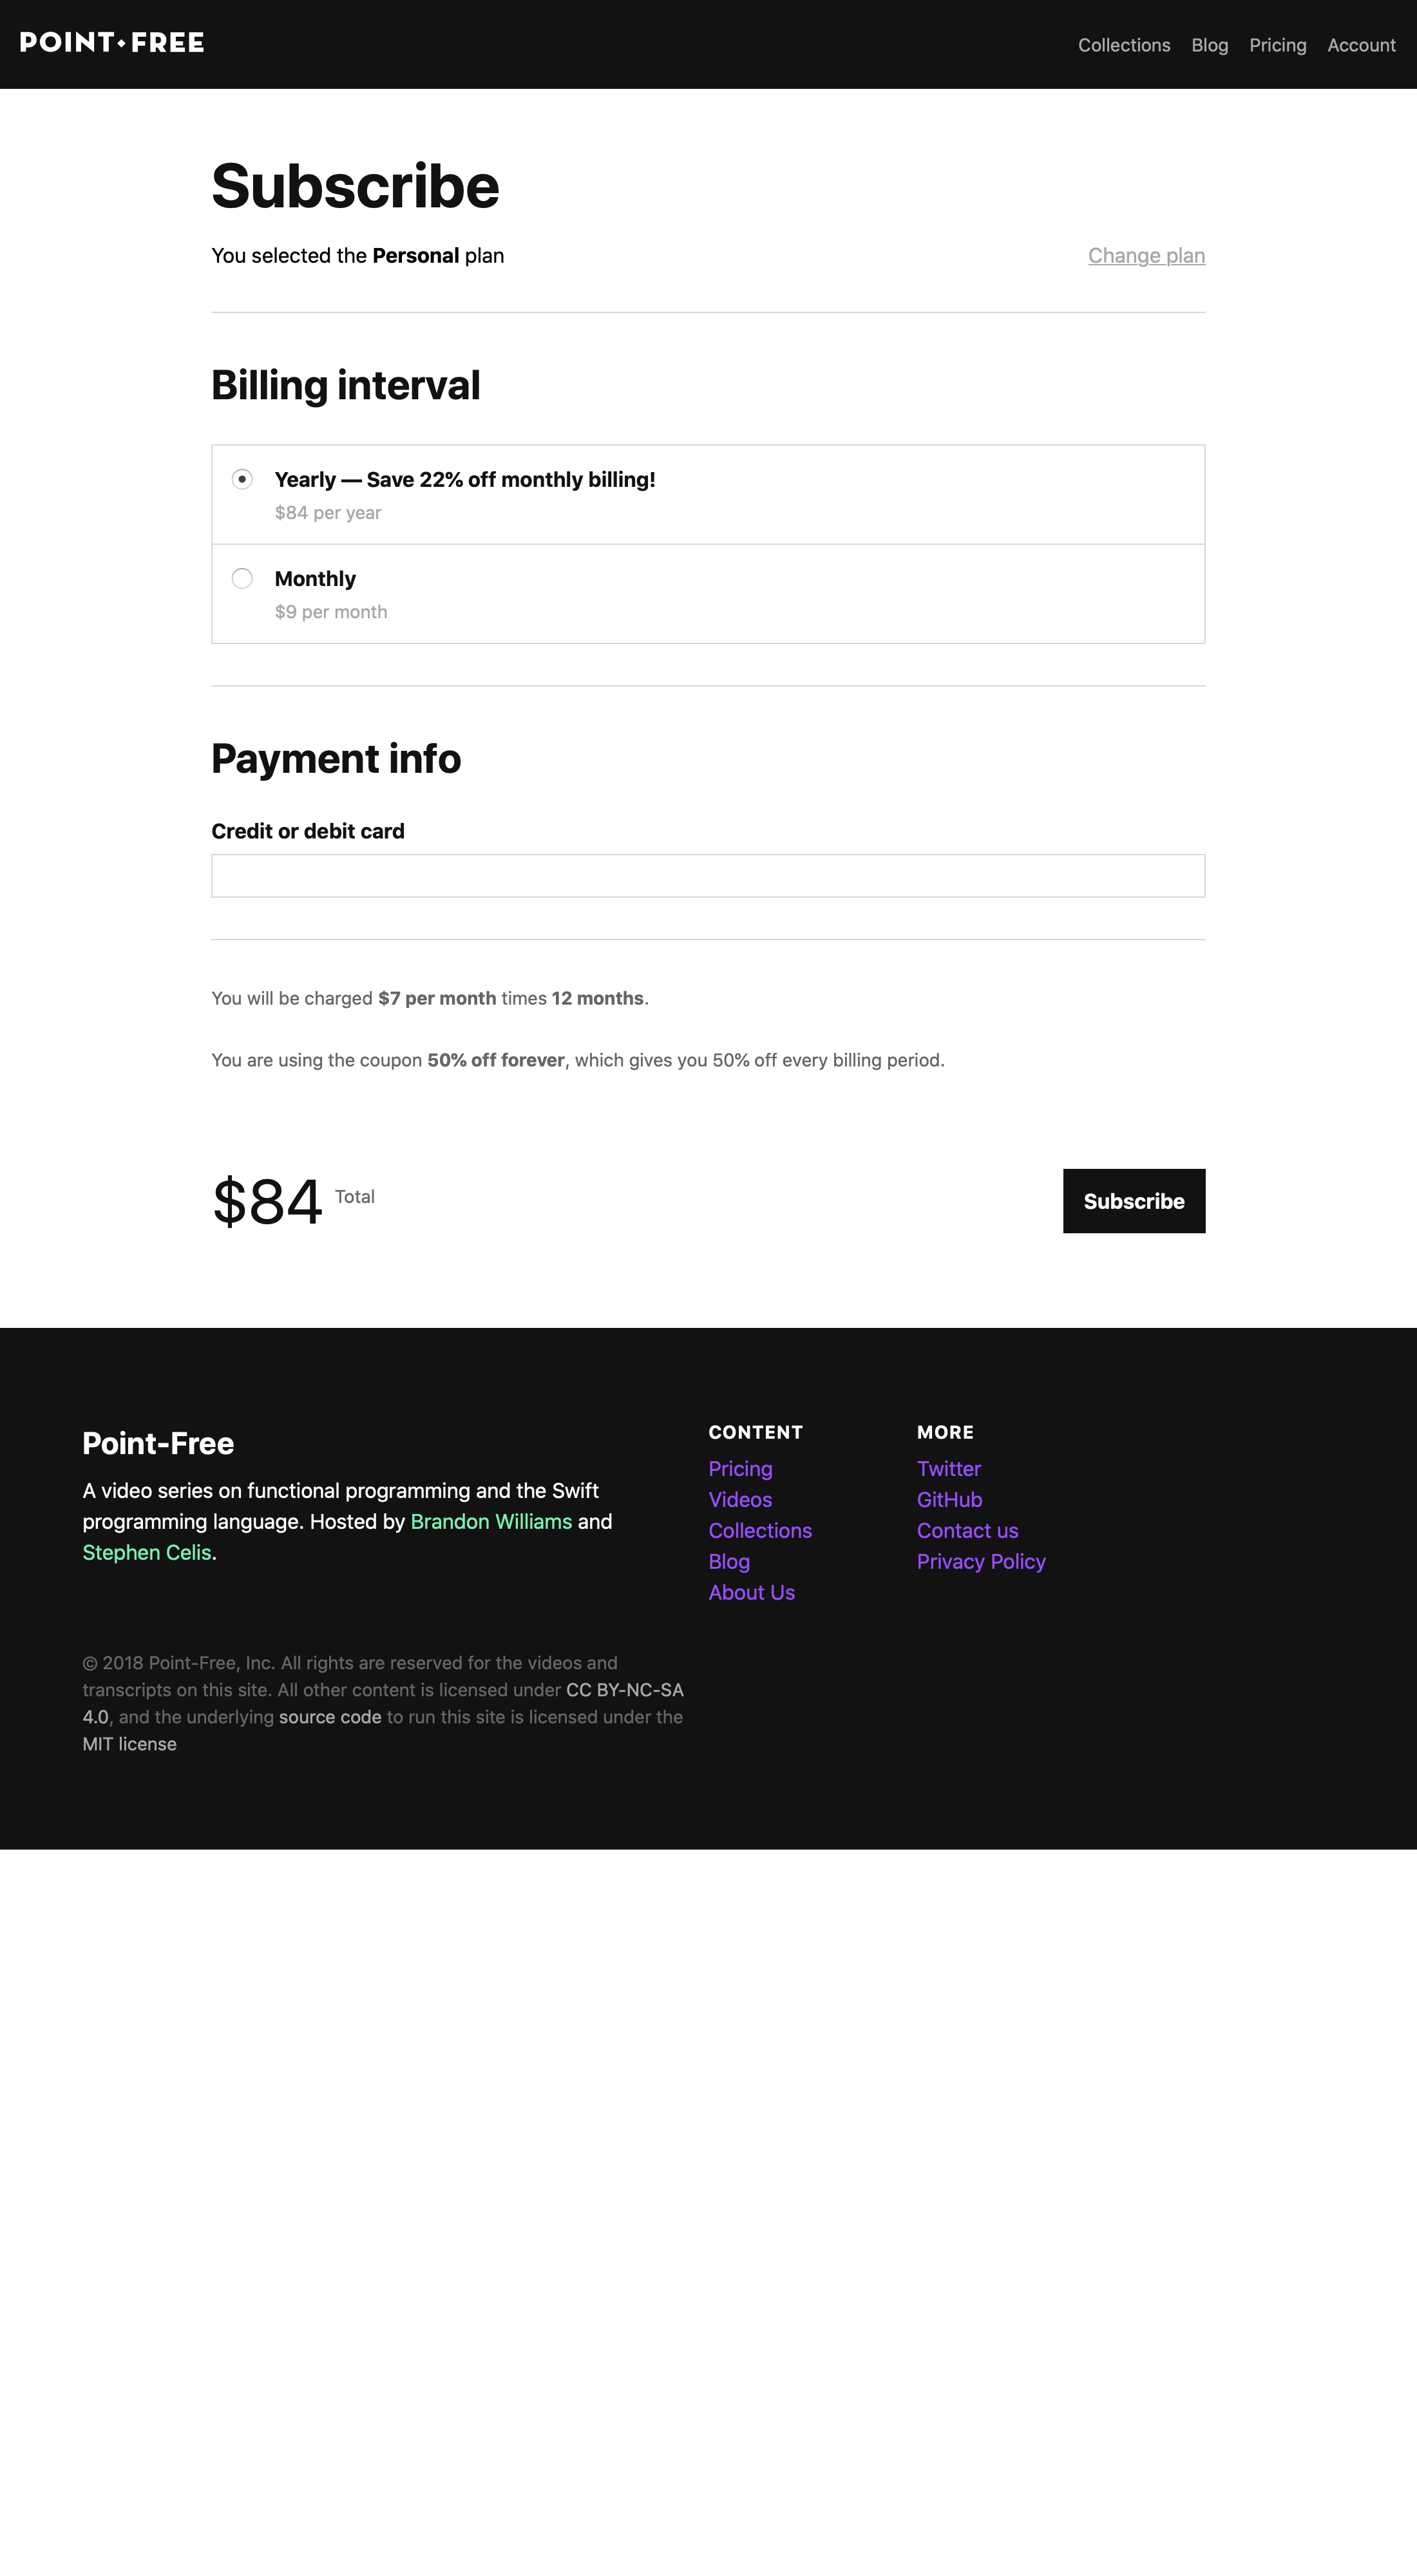 POINT•FREE
Collections Blog Pricing Account
Subscribe
You selected the Personal plan
Change plan
Billing interval
Yearly — Save 22% off monthly billing!
$84 per year
Monthly
$9 per month
Payment info
Credit or debit card
You will be charged $7 per month times 12 months.
You are using the coupon 50% off forever, which gives you 50% off every billing period.
$84 Total
Subscribe
Point-Free
A video series on functional programming and the Swift
programming language. Hosted by Brandon Williams and
Stephen Celis.
CONTENT
Pricing
Videos
Collections
Blog
About Us
MORE
Twitter
GitHub
Contact us
Privacy Policy
© 2018 Point-Free, Inc. All rights are reserved for the videos and
transcripts on this site. All other content is licensed under CC BY-NC-SA
4.0, and the underlying source code to run this site is licensed under the
MIT license